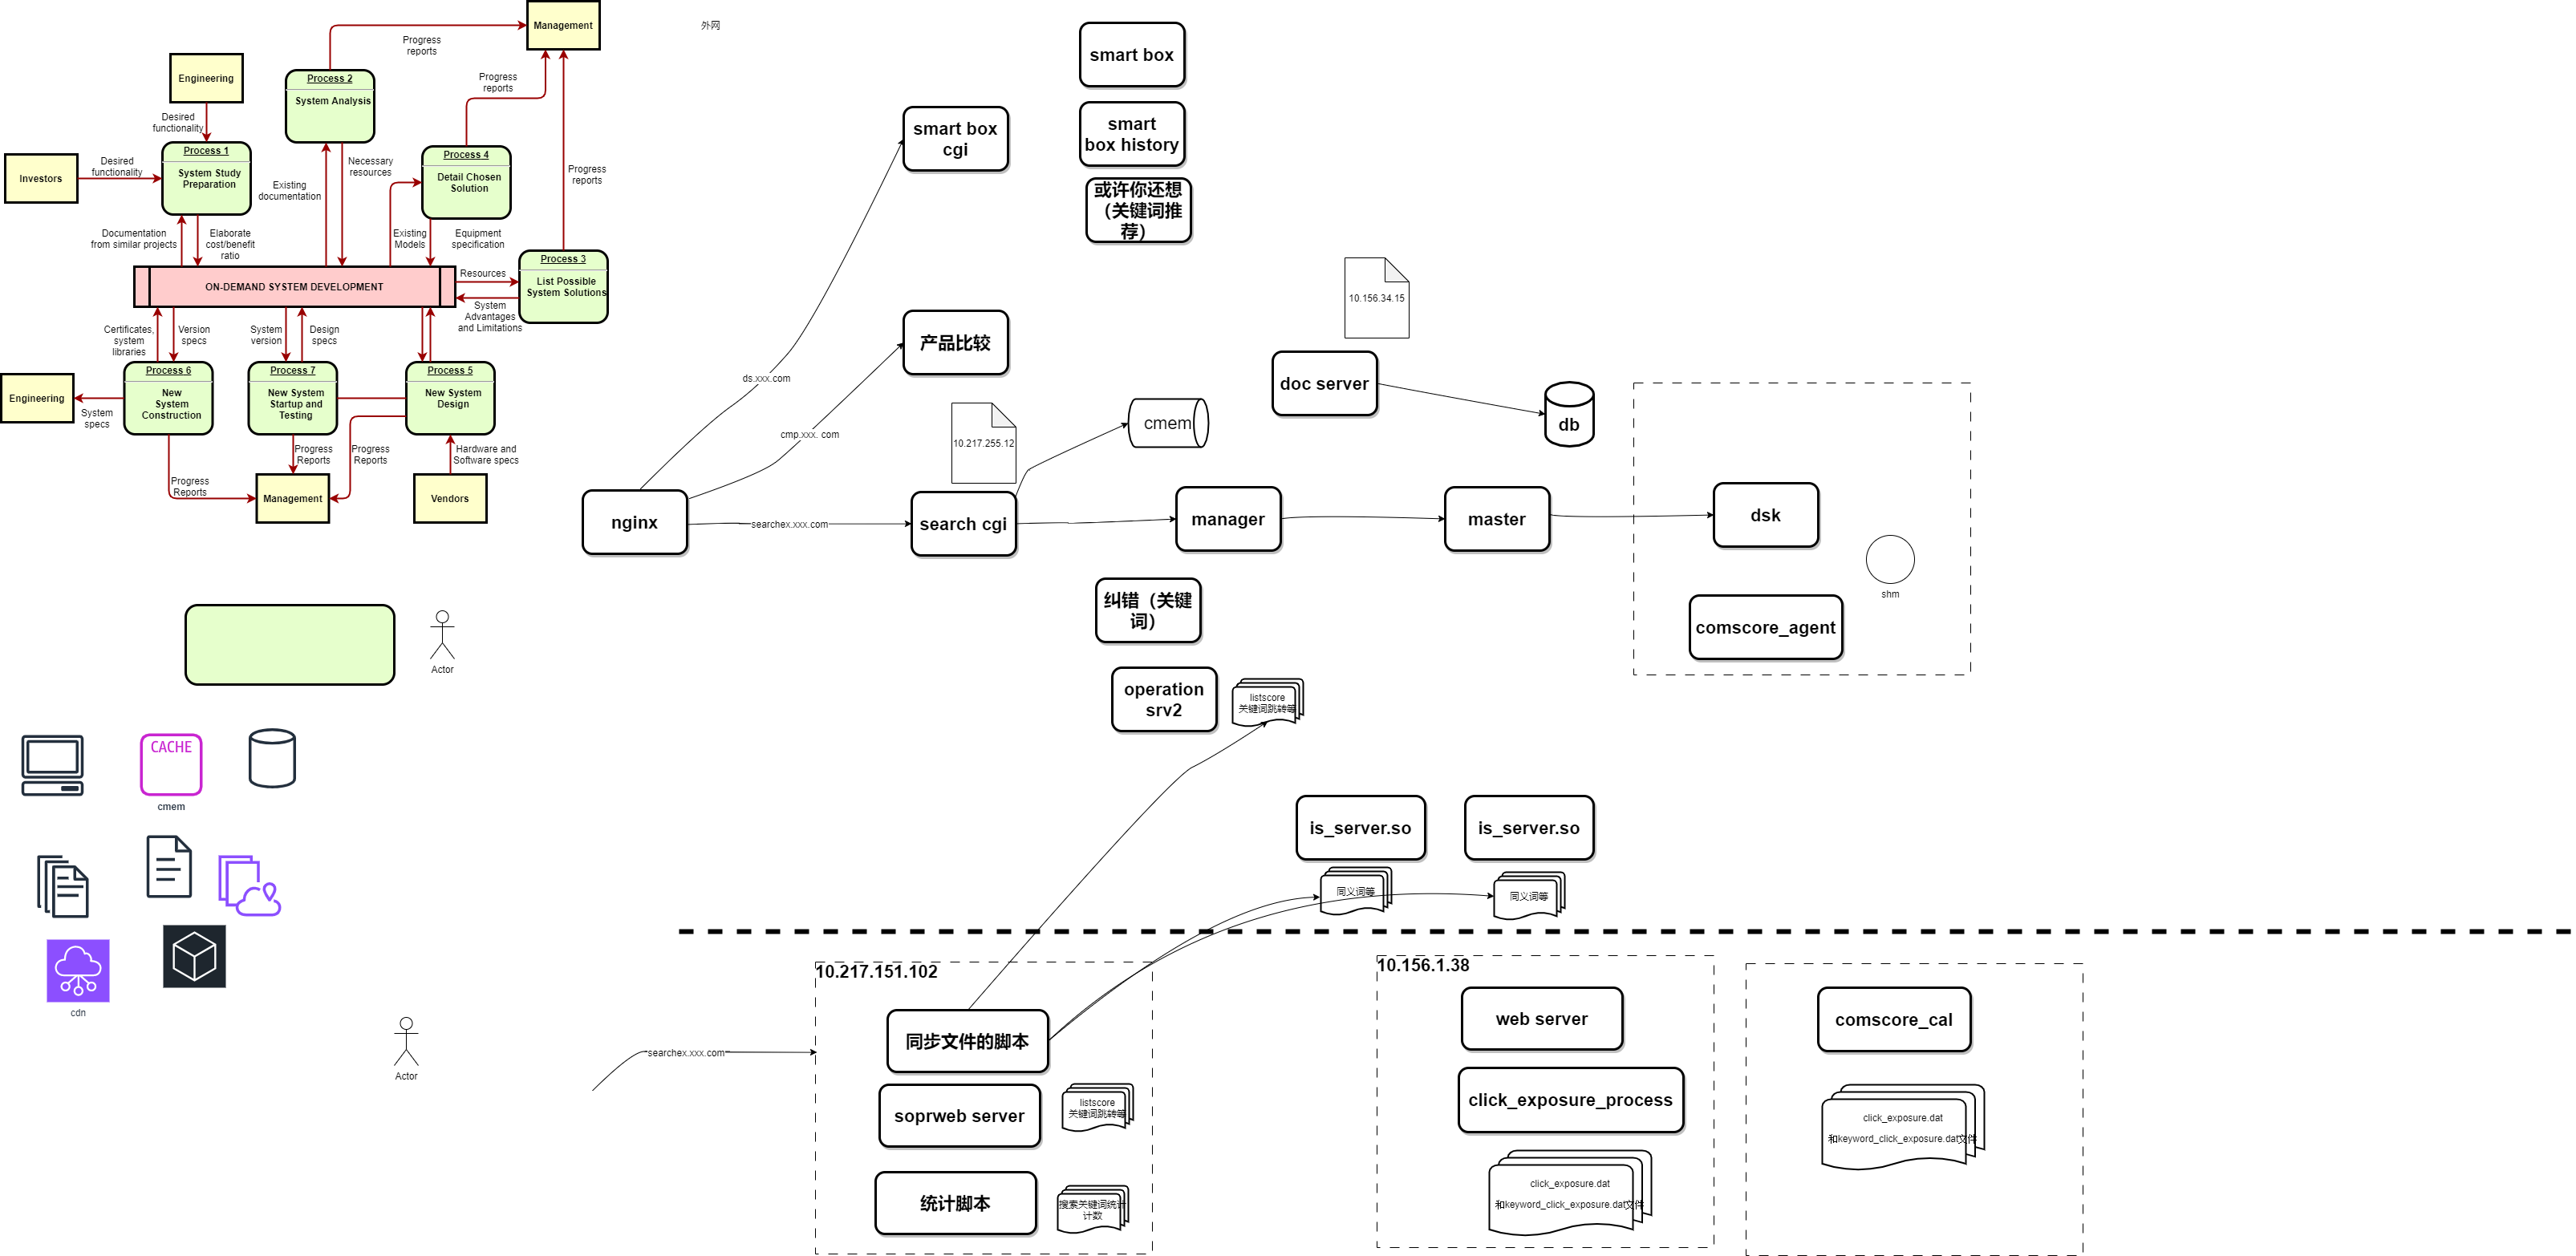 Management
外网
Progress
reports
Engineering
Process 2
System Analysis
Progress
reports
Desired
functionality
Process 1
System Study
Preparation
Investors
Desired
functionality
Necessary
resources
Existing
documentation
Process 4
Detail Chosen
Solution
Progress
reports
Documentation
from similar projects
Elaborate
cost/benefit
ratio
Existing
Models
Equipment
specification
Process 3
List Possible
System Solutions
Resources
System
Advantages
and Limitations
ON-DEMAND SYSTEM DEVELOPMENT
Certificates,
system
libraries
Version
specs
System
version
Design
specs
Process 6
New
System
Construction
Process 7
New System
Startup and
Testing
Process 5
New System
Design
Engineering
System
specs
Progress
Reports
Progress
Reports
Progress
Reports
Hardware and
Software specs
Management
Vendors
smart box
smart box
cgi
smart
box history
或许你还想
（关键词推
荐）
10.156.34.15
产品比较
ds.xxx.com
cmp.xxx. com
doc server
db
10.217.255.12
cmem
nginx
searchex.xxx.com
search cgi
manager
master
dsk
shm
comscore_agent
纠错（关键
词）
operation
srv2
listscore
关键词跳转等
Actor
CACHE
cmem
cdn
is_server.so
is_server.so
同义词等
同义词等
Actor
searchex.xxx.com
10.217.151.102
同步文件的脚本
soprweb server
listscore
关键词跳转等
统计脚本
搜索关键词统计
计数
10.156.1.38
web server
click_exposure_process
click_exposure.dat
和keyword_click_exposure.dat文件
comscore_cal
click_exposure.dat
和keyword_click_exposure.dat文件